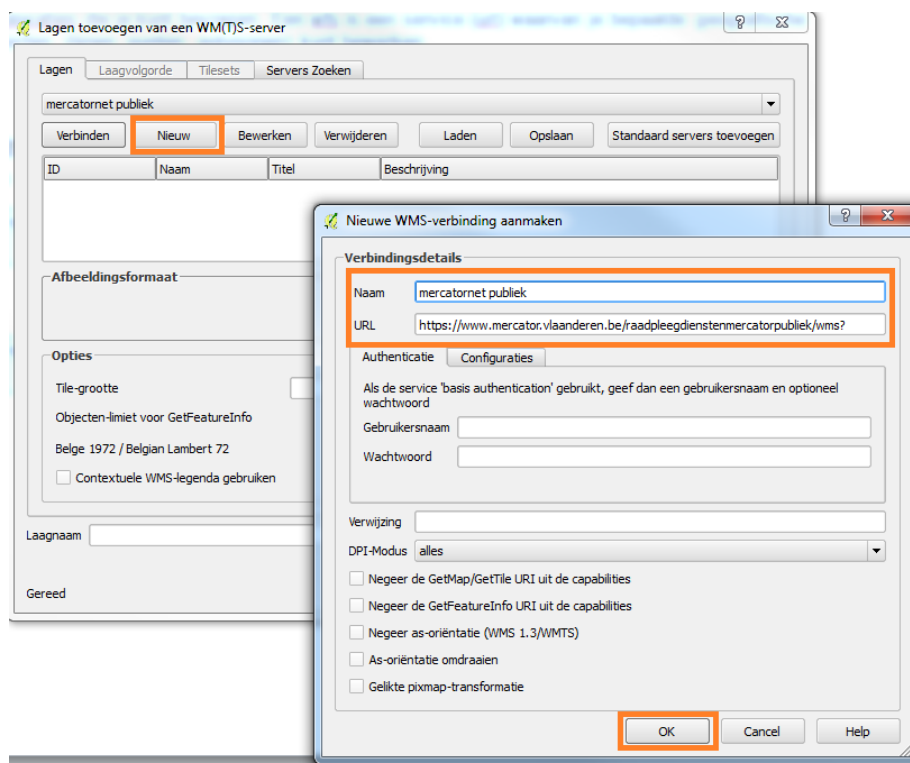 Lagen toevoegen van een WM(T)S-server
Lagen Laagvolgorde Tilesets Servers Zoeken
mercatornet publiek
Verbinden Nieuw Bewerken Verwijderen Laden Opslaan Standaard servers toevoegen
ID Naam Titel Beschrijving
Afbeeldingsformaat
Opties
Tile-grootte
Objecten-limiet voor GetFeatureInfo
Belge 1972 / Belgian Lambert 72
Contextuele WMS-legenda gebruiken
Laagnaam
Gereed
Nieuwe WMS-verbinding aanmaken
Verbindingsdetails
Naam mercatornet publiek
URL https://www.mercator.vlaanderen.be/raadpleegdienstenmercatorpubliek/wms?
Authenticatie Configuraties
Als de service 'basis authentication' gebruikt, geef dan een gebruikersnaam en optioneel
wachtwoord
Gebruikersnaam
Wachtwoord
Verwijzing
DPI-Modus alles
Negeer de GetMap/GetTile URI uit de capabilities
Negeer de GetFeatureInfo URI uit de capabilities
Negeer as-oriëntatie (WMS 1.3/WMTS)
As-oriëntatie omdraaien
Gelikte pixmap-transformatie
OK Cancel Help